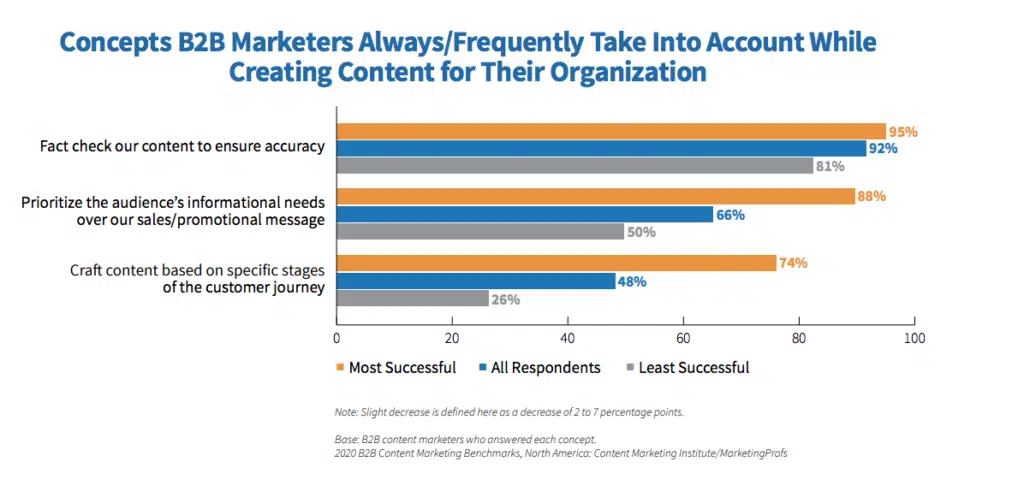 Concepts B2B Marketers Always/Frequently Take Into Account While
Creating Content for Their Organization
Fact check our content to ensure accuracy
95%
92%
81%
Prioritize the audience's informational needs
over our sales/promotional message
88%
66%
50%
Craft content based on specific stages
of the customer journey
74%
48%
26%
0 20 40 60 80 100
Most Successful All Respondents Least Successful
Note: Slight decrease is defined here as a decrease of 2 to 7 percentage points.
Base: B2B content marketers who answered each concept.
2020 B2B Content Marketing Benchmarks, North America: Content Marketing Institute/MarketingProfs